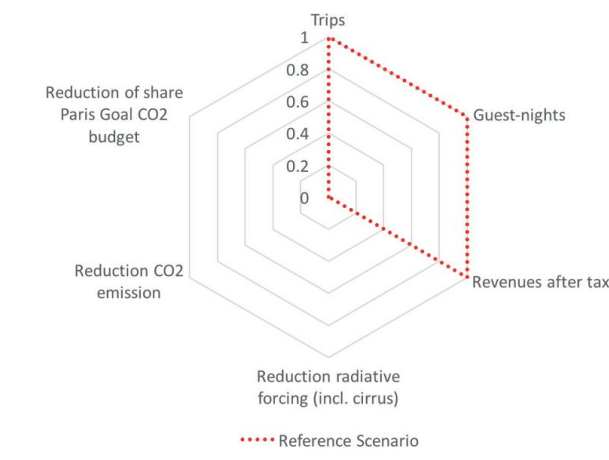 Trips
1
0.8
0.6
0.4
0.2
0
Reduction of share
Paris Goal CO2
budget
Guest-nights
Reduction CO2
emission
Revenues after tax
Reduction radiative
forcing (incl. cirrus)
Reference Scenario